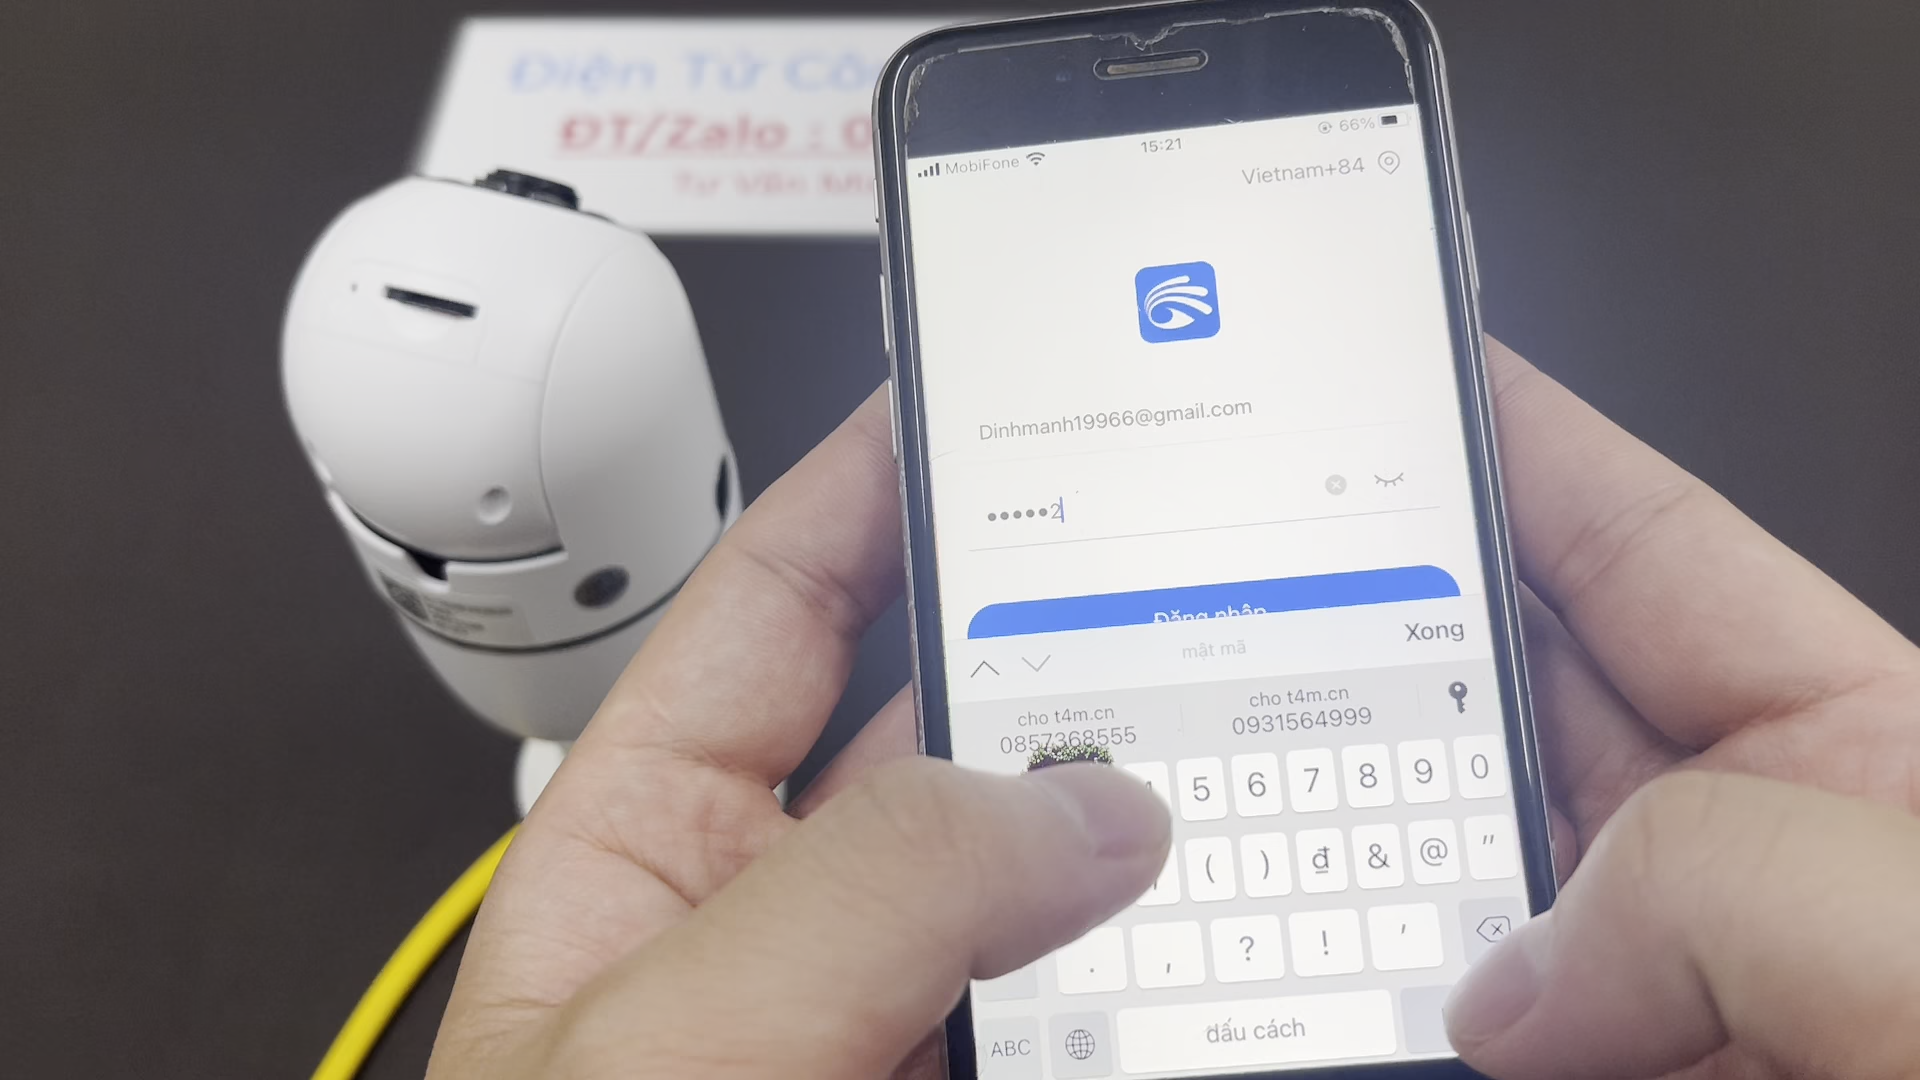 Điện Tử Cô
ĐT/Zalo : 0
Tư Vấn
MobiFone
15:21
66%
Vietnam+84
Dinhmanh19966@gmail.com
•••••2
Đăng nhập
mật mã
Xong
cho t4m.cn
0857368555
cho t4m.cn
0931564999
5 6 7 8 9 0
( ) ₫ & @ "
. , ? ! '
ABC
dấu cách